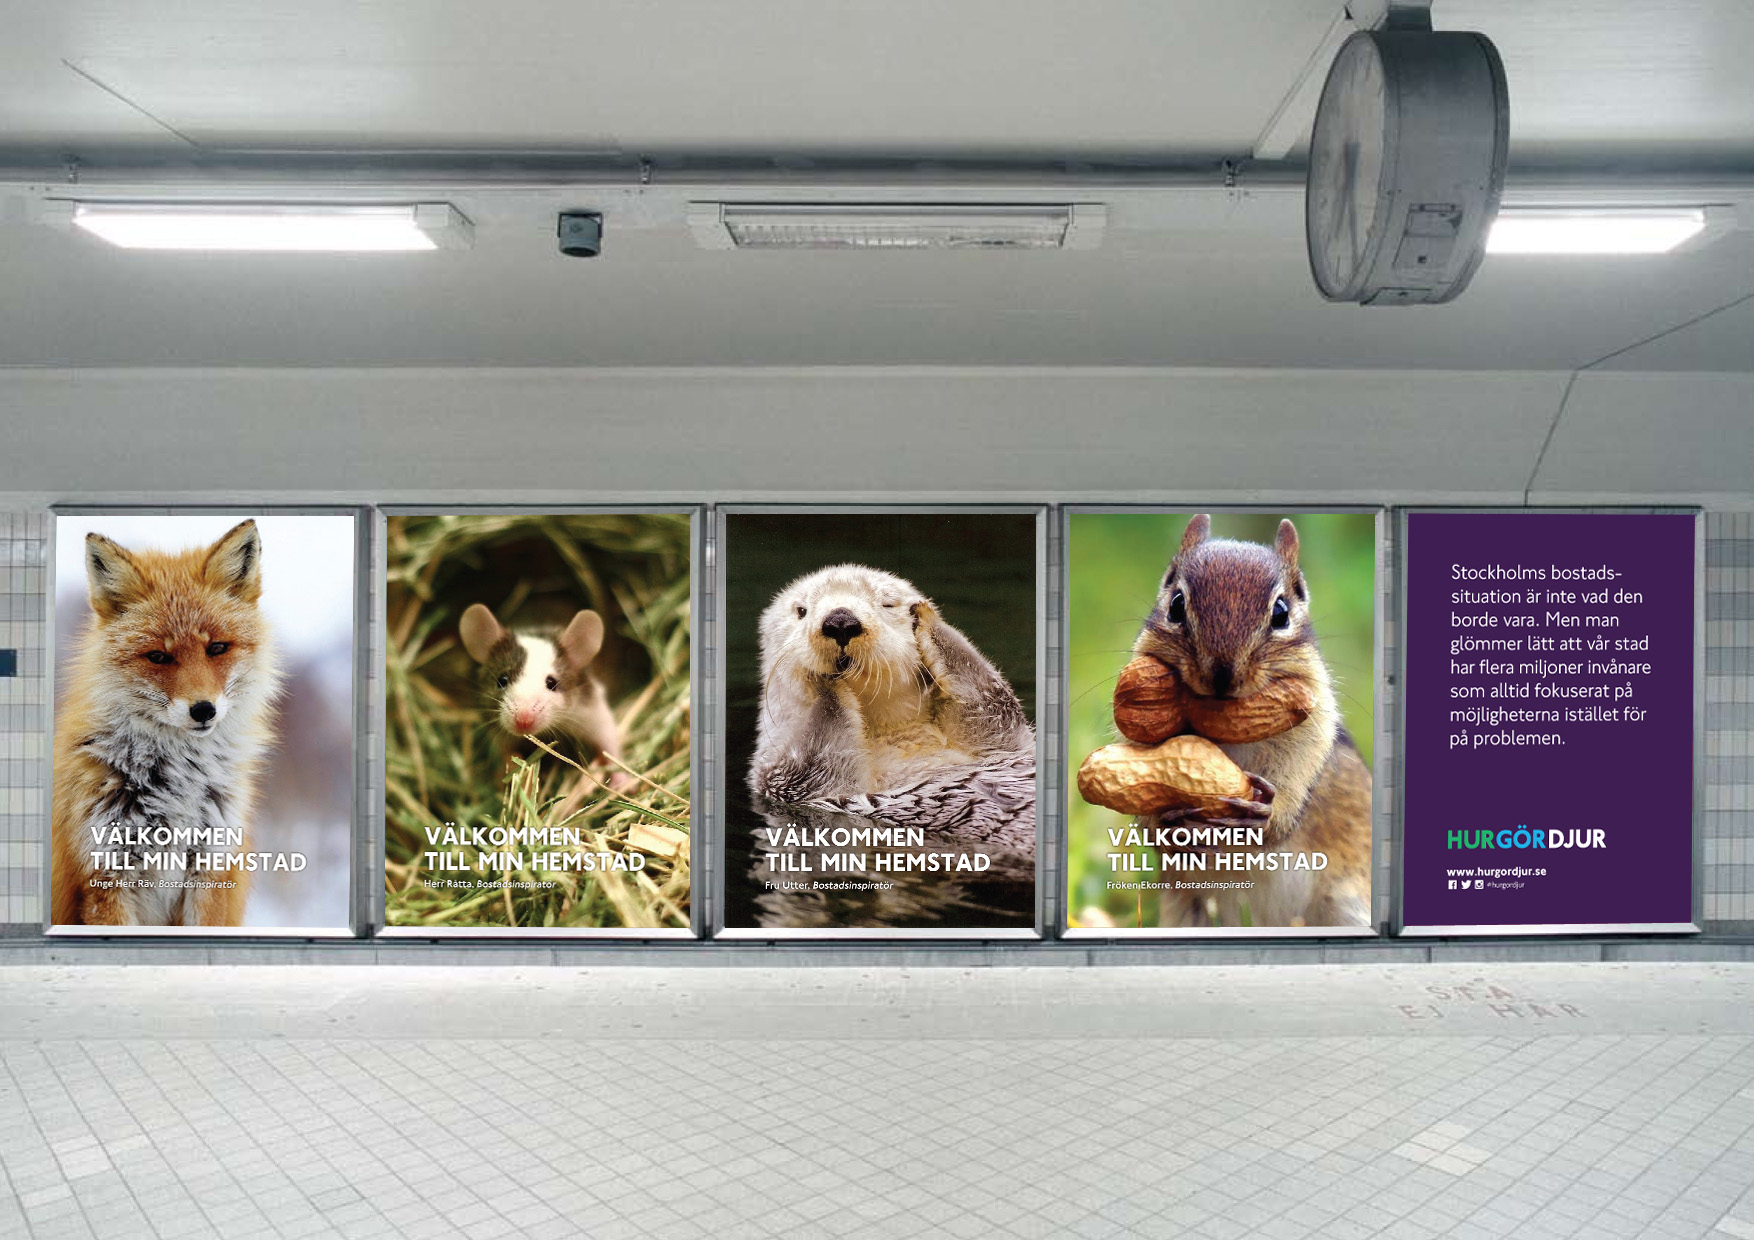 VÄLKOMMEN
TILL MIN HEMSTAD
Unge Herr Räv, Bostadsinspiratör
VÄLKOMMEN
TILL MIN HEMSTAD
Herr Råtta, Bostadsinspiratör
VÄLKOMMEN
TILL MIN HEMSTAD
Fru Utter, Bostadsinspiratör
VÄLKOMMEN
TILL MIN HEMSTAD
Fröken Ekorre, Bostadsinspiratör
Stockholms bostads-
situation är inte vad den
borde vara. Men man
glömmer lätt att vår stad
har flera miljoner invånare
som alltid fokuserat på
möjligheterna istället för
på problemen.
HURGÖRDJUR
www.hurgordjur.se
#hurgordjur
STÅ
EJ HÄR